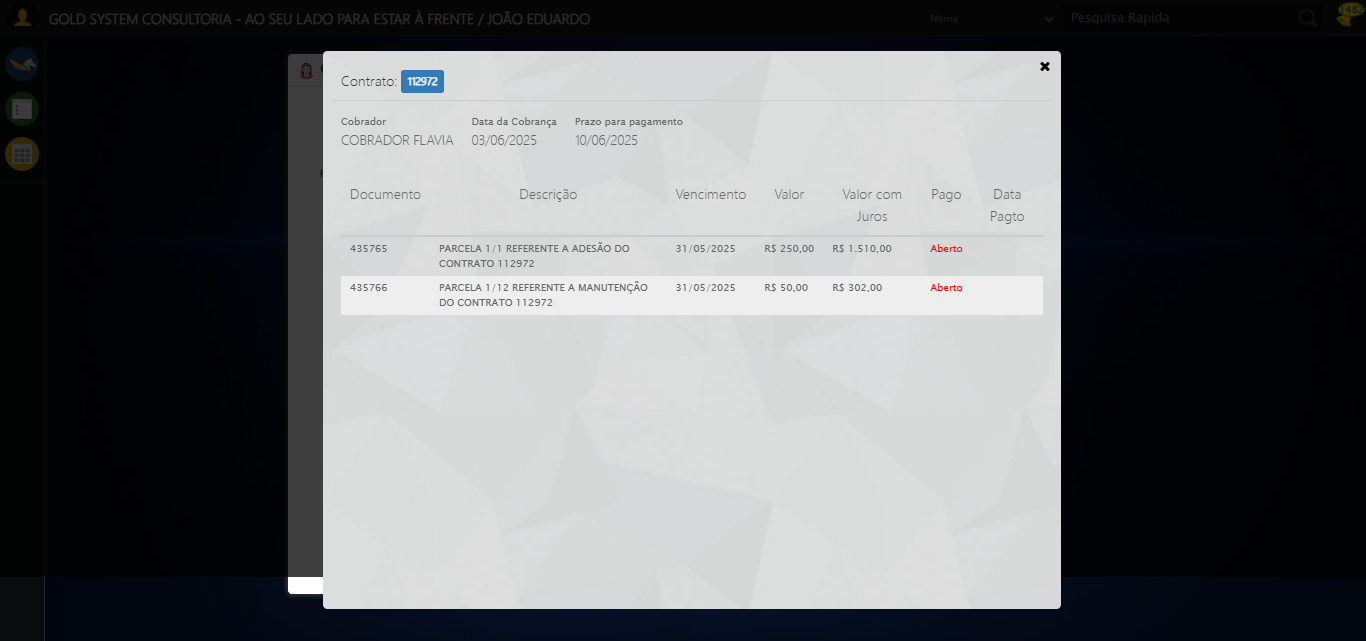 GOLD SYSTEM CONSULTORIA - AO SEU LADO PARA ESTAR À FRENTE / JOÃO EDUARDO
Nome
Pesquisa Rapida
Contrato: 112972
Cobrador Data da Cobrança Prazo para pagamento
COBRADOR FLAVIA 03/06/2025 10/06/2025
Documento Descrição Vencimento Valor Valor com Juros Pago Data Pagto
435765 PARCELA 1/1 REFERENTE A ADESÃO DO 31/05/2025 R$ 250,00 R$ 1.510,00 Aberto
CONTRATO 112972
435766 PARCELA 1/12 REFERENTE A MANUTENÇÃO 31/05/2025 R$ 50,00 R$ 302,00 Aberto
DO CONTRATO 112972